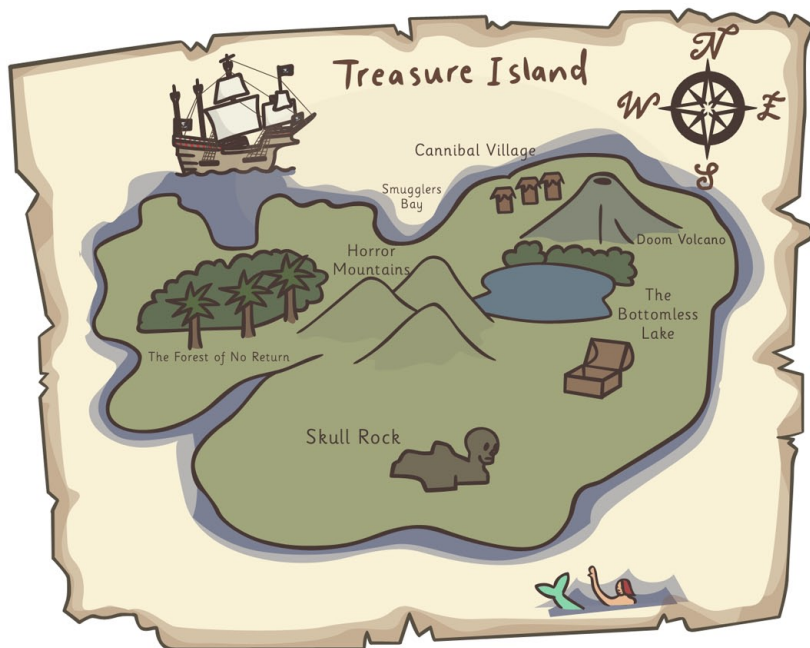 Treasure Island
N
W
E
S
Cannibal Village
Smugglers
Bay
Doom Volcano
Horror
Mountains
The
Bottomless
Lake
The Forest of No Return
Skull Rock